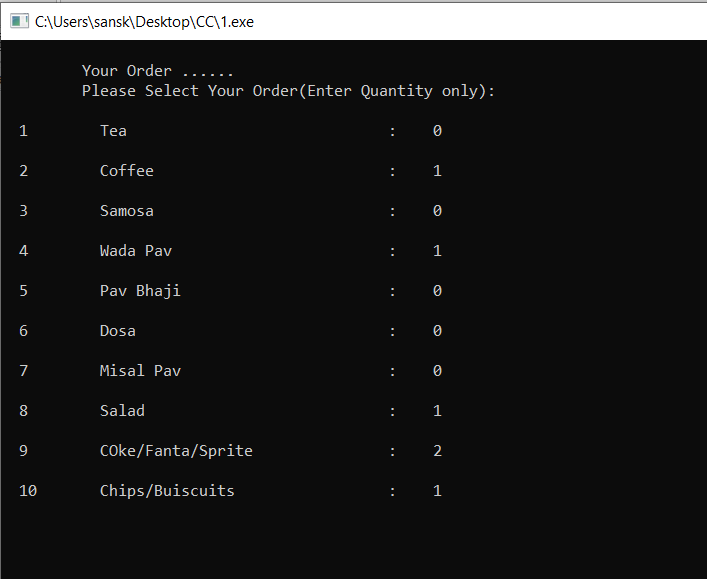 C:\Users\sansk\Desktop\CC\1.exe
Your Order ......
Please Select Your Order(Enter Quantity only):
1 Tea : 0
2 Coffee : 1
3 Samosa : 0
4 Wada Pav : 1
5 Pav Bhaji : 0
6 Dosa : 0
7 Misal Pav : 0
8 Salad : 1
9 COke/Fanta/Sprite : 2
10 Chips/Buiscuits : 1